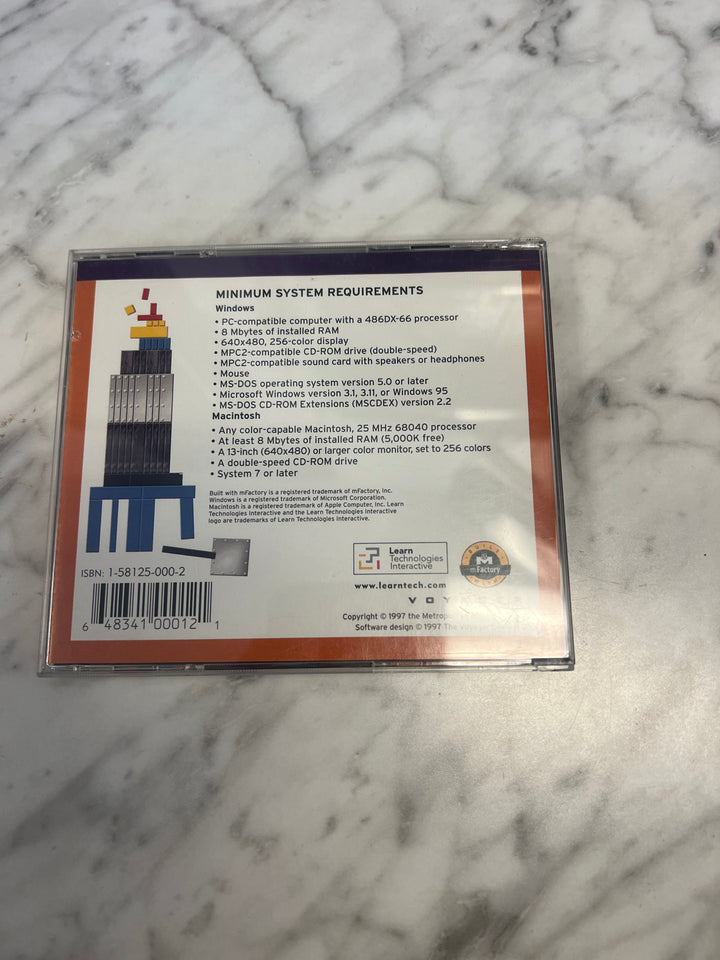 MINIMUM SYSTEM REQUIREMENTS
Windows
• PC-compatible computer with a 486DX-66 processor
• 8 Mbytes of installed RAM
• 640x480, 256-color display
• MPC2-compatible CD-ROM drive (double-speed)
• MPC2-compatible sound card with speakers or headphones
• Mouse
• MS-DOS operating system version 5.0 or later
• Microsoft Windows version 3.1, 3.11, or Windows 95
• MS-DOS CD-ROM Extensions (MSCDEX) version 2.2
Macintosh
• Any color-capable Macintosh, 25 MHz 68040 processor
• At least 8 Mbytes of installed RAM (5,000K free)
• A 13-inch (640x480) or larger color monitor, set to 256 colors
• A double-speed CD-ROM drive
• System 7 or later
Built with mFactory is a registered trademark of mFactory, Inc.
Windows is a registered trademark of Microsoft Corporation.
Macintosh is a registered trademark of Apple Computer, Inc. Learn
Technologies Interactive and the Learn Technologies Interactive
logo are trademarks of Learn Technologies Interactive.
ISBN: 1-58125-000-2
6 48341 00012 1
Learn
Technologies
Interactive
M
mFactory
www.learntech.com
Copyright © 1997 the
Software design © 1997 The